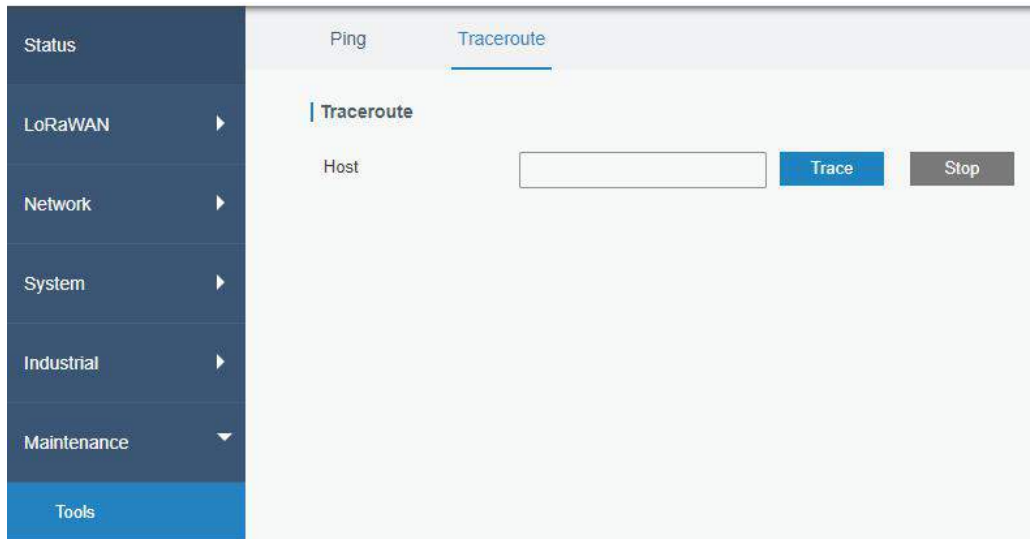 Status
LoRaWAN
Network
System
Industrial
Maintenance
Tools
Ping Traceroute
Traceroute
Host Trace Stop